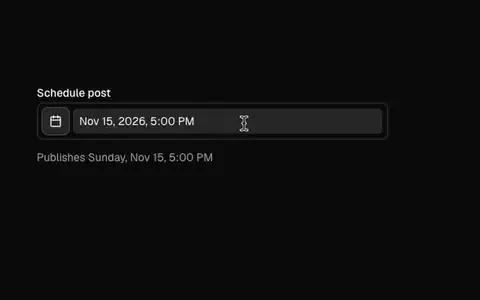 Schedule post
Nov 15, 2026, 5:00 PM
Publishes Sunday, Nov 15, 5:00 PM